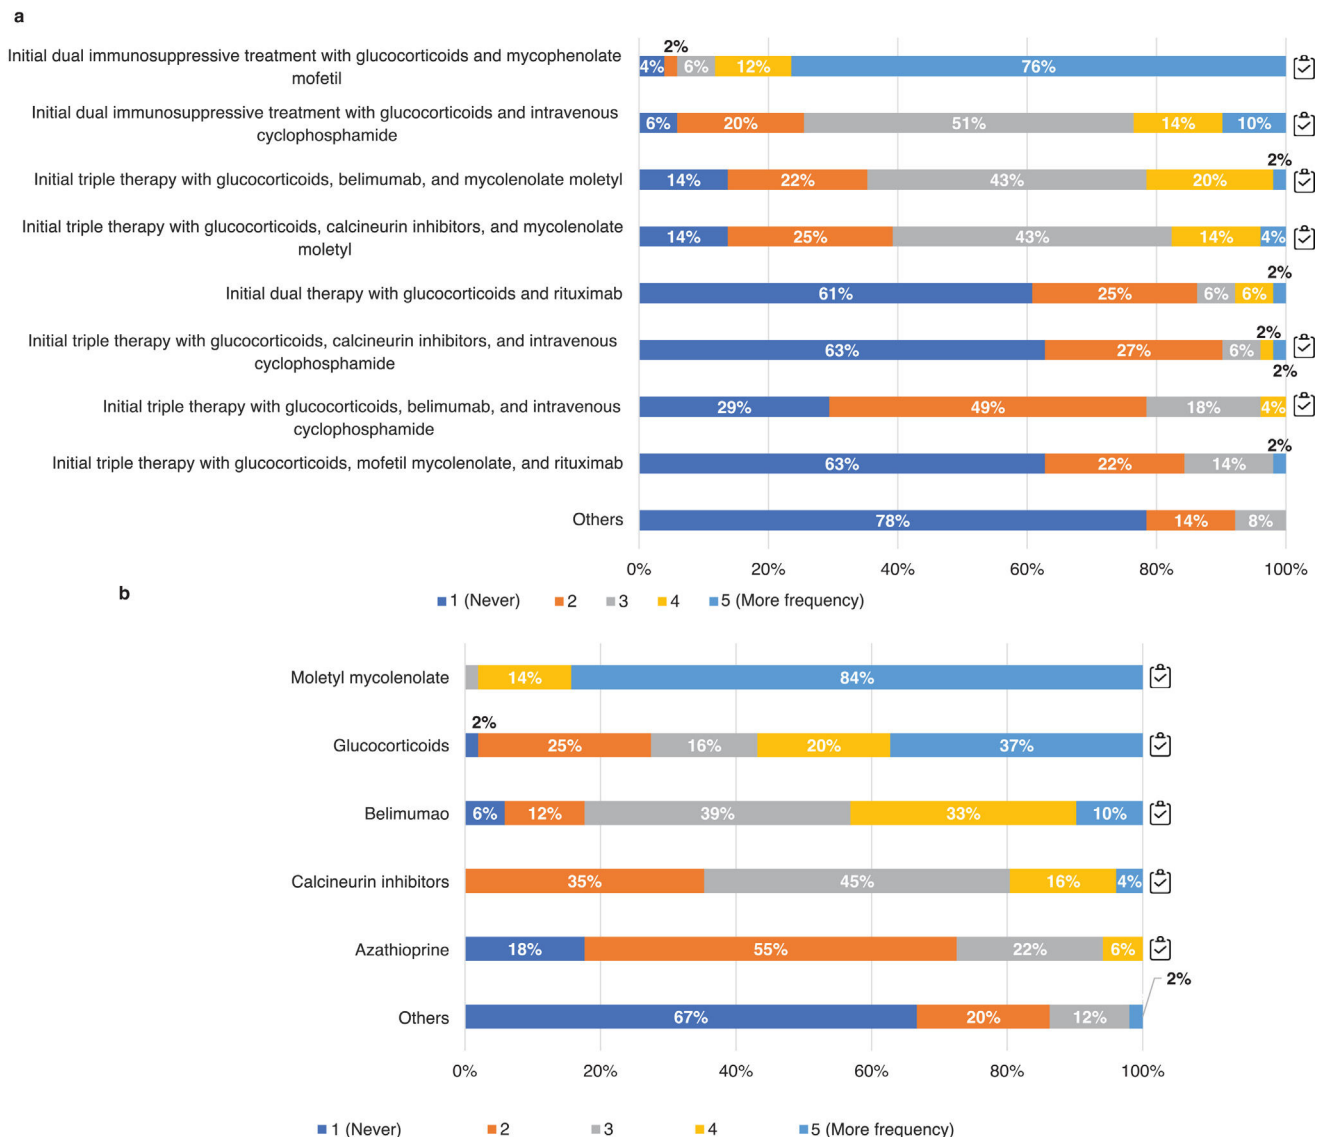 a
Initial dual immunosuppressive treatment with glucocorticoids and mycophenolate
mofetil
4% 2% 6% 12% 76%
Initial dual immunosuppressive treatment with glucocorticoids and intravenous
cyclophosphamide
6% 20% 51% 14% 10%
Initial triple therapy with glucocorticoids, belimumab, and mycolenolate moletyl
14% 22% 43% 20% 2%
Initial triple therapy with glucocorticoids, calcineurin inhibitors, and mycolenolate
moletyl
14% 25% 43% 14% 4%
Initial dual therapy with glucocorticoids and rituximab
61% 25% 6% 6% 2%
Initial triple therapy with glucocorticoids, calcineurin inhibitors, and intravenous
cyclophosphamide
63% 27% 6% 2% 2%
Initial triple therapy with glucocorticoids, belimumab, and intravenous
cyclophosphamide
29% 49% 18% 4%
Initial triple therapy with glucocorticoids, mofetil mycolenolate, and rituximab
63% 22% 14% 2%
Others
78% 14% 8%
0% 20% 40% 60% 80% 100%
1 (Never) 2 3 4 5 (More frequency)
b
Moletyl mycolenolate
14% 84%
Glucocorticoids
2% 25% 16% 20% 37%
Belimumao
6% 12% 39% 33% 10%
Calcineurin inhibitors
35% 45% 16% 4%
Azathioprine
18% 55% 22% 6%
Others
67% 20% 12% 2%
0% 20% 40% 60% 80% 100%
1 (Never) 2 3 4 5 (More frequency)